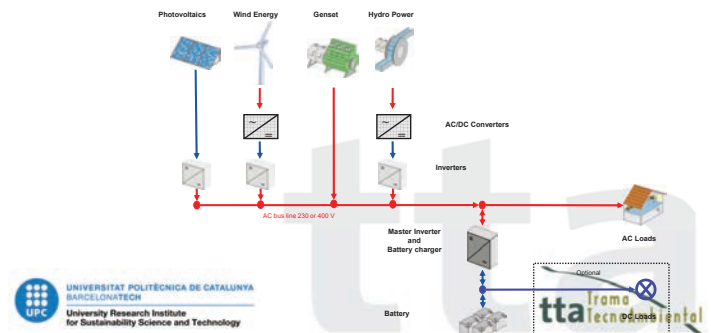 Photovoltaics
Wind Energy
Genset
Hydro Power
AC/DC Converters
Inverters
AC bus line 230 or 400 V
Master Inverter
and
Battery charger
AC Loads
Optional
Battery
DC Loads
tta
Trama
TecnoAmbiental
tta
UPC
UNIVERSITAT POLITÈCNICA DE CATALUNYA
BARCELONATECH
University Research Institute
for Sustainability Science and Technology